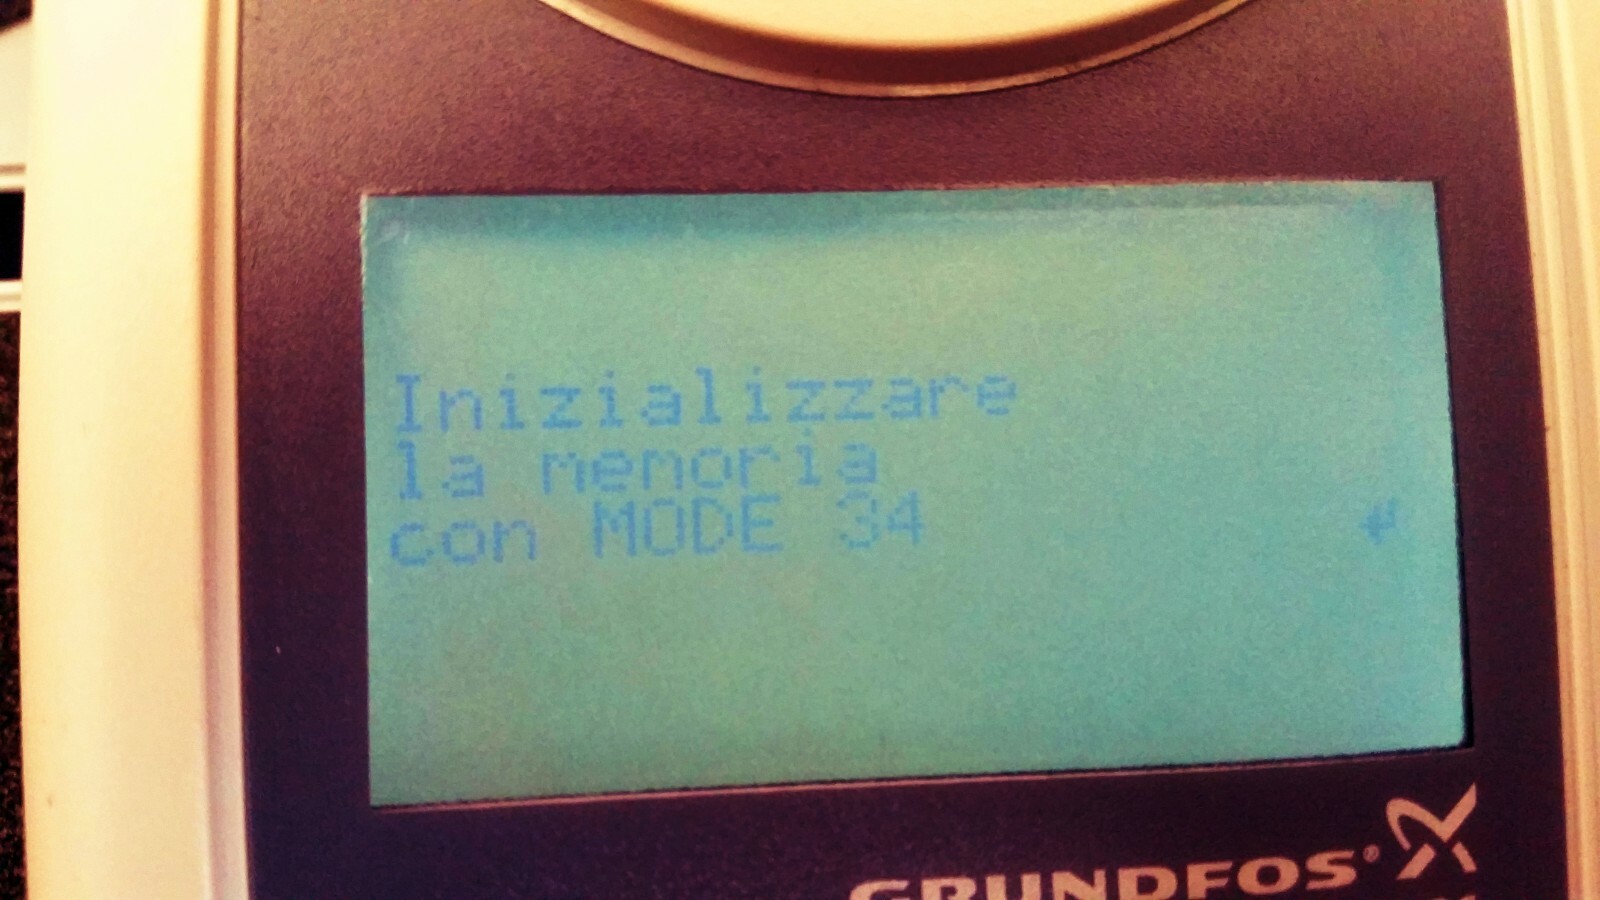 Inizializzare
la memoria
con MODE 34 ↵
GRUNDFOS®